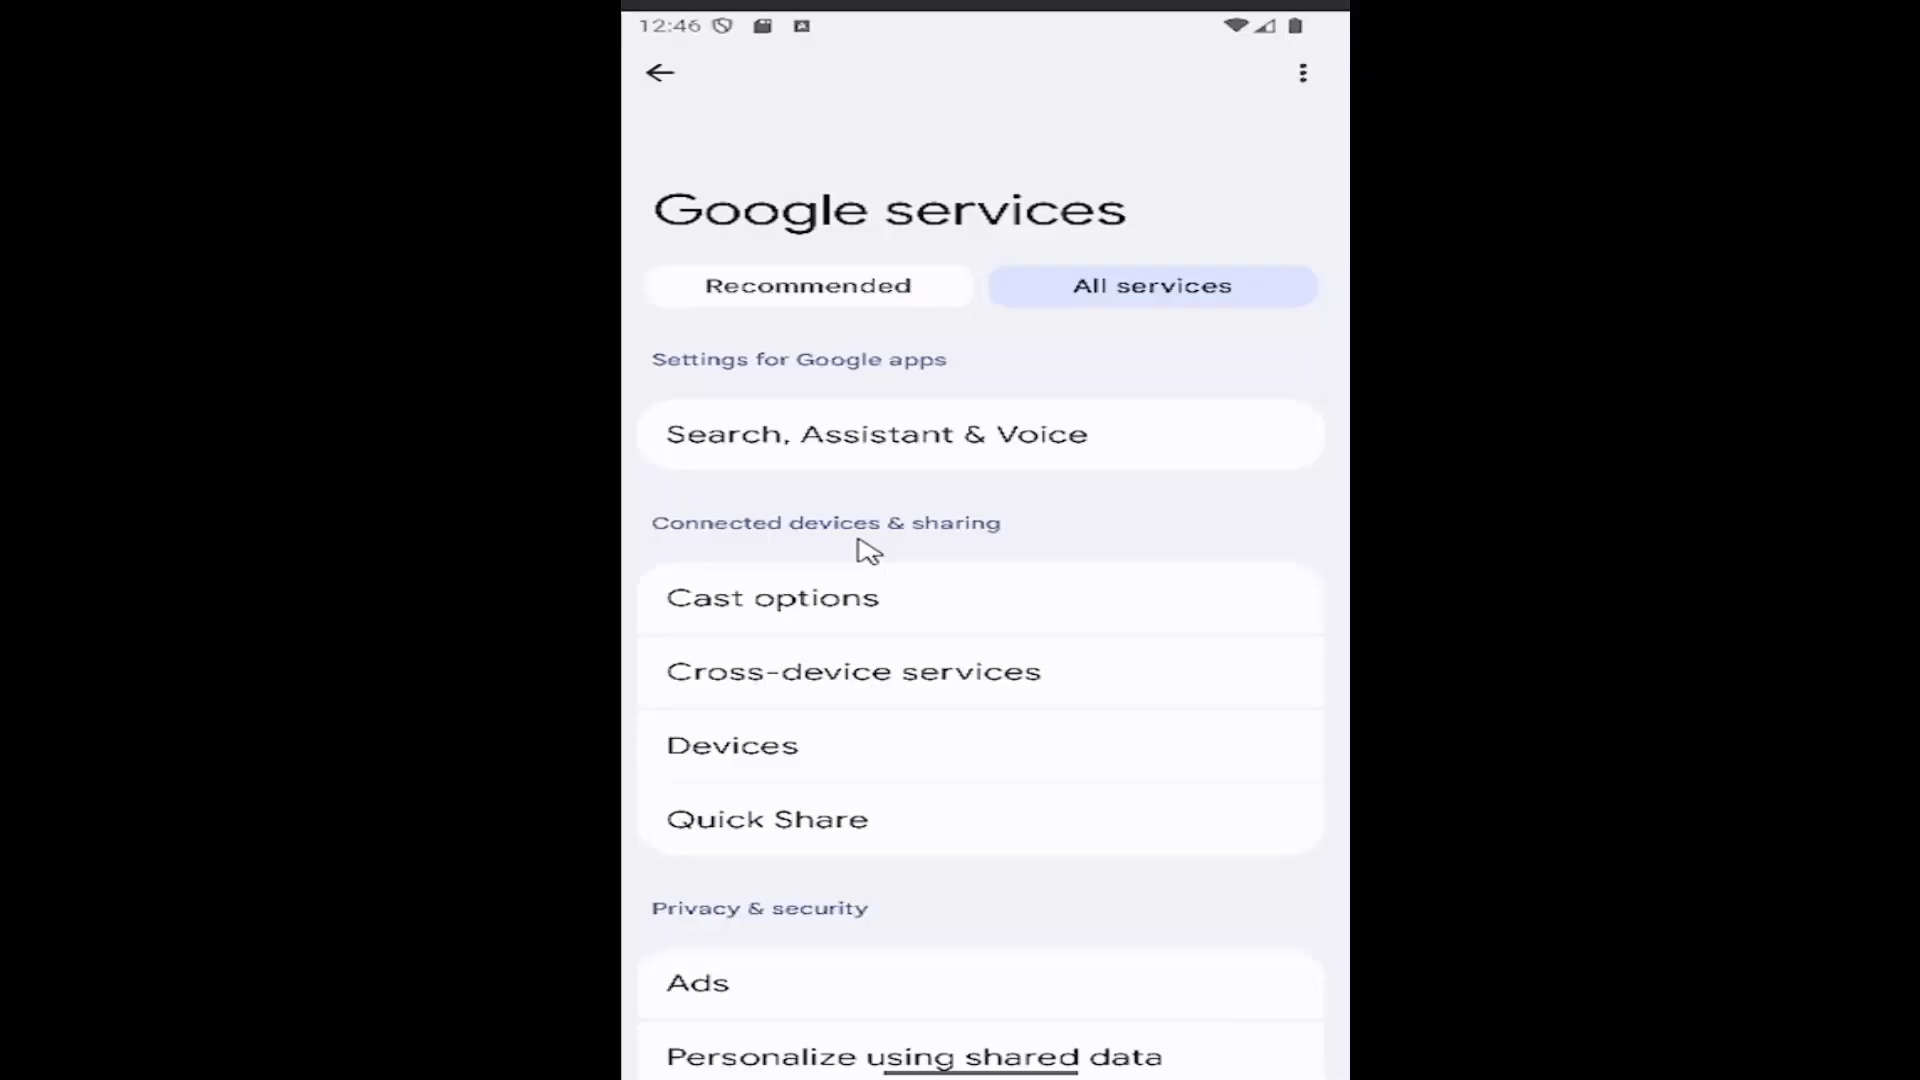 12:46
Google services
Recommended
All services
Settings for Google apps
Search, Assistant & Voice
Connected devices & sharing
Cast options
Cross-device services
Devices
Quick Share
Privacy & security
Ads
Personalize using shared data